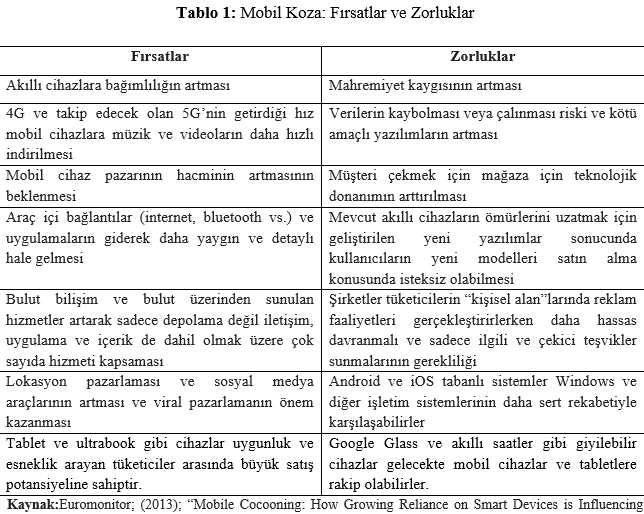 Tablo 1: Mobil Koza: Fırsatlar ve Zorluklar
Fırsatlar
Zorluklar
Akıllı cihazlara bağımlılığın artması
Mahremiyet kaygısının artması
4G ve takip edecek olan 5G’nin getirdiği hız
mobil cihazlara müzik ve videoların daha hızlı
indirilmesi
Verilerin kaybolması veya çalınması riski ve kötü
amaçlı yazılımların artması
Mobil cihaz pazarının hacminin artmasının
beklenmesi
Müşteri çekmek için mağaza için teknolojik
donanımın arttırılması
Araç içi bağlantılar (internet, bluetooth vs.) ve
uygulamaların giderek daha yaygın ve detaylı
hale gelmesi
Mevcut akıllı cihazların ömürlerini uzatmak için
geliştirilen yeni yazılımlar sonucunda
kullanıcıların yeni modelleri satın alma
konusunda isteksiz olabilmesi
Bulut bilişim ve bulut üzerinden sunulan
hizmetler artarak sadece depolama değil iletişim,
uygulama ve içerik de dahil olmak üzere çok
sayıda hizmeti kapsaması
Şirketler tüketicilerin “kişisel alan”larında reklam
faaliyetleri gerçekleştirirlerken daha hassas
davranmalı ve sadece ilgili ve çekici teşvikler
sunmalarının gerekliliği
Lokasyon pazarlaması ve sosyal medya
araçlarının artması ve viral pazarlamanın önem
kazanması
Android ve iOS tabanlı sistemler Windows ve
diğer işletim sistemlerinin daha sert rekabetiyle
karşılaşabilirler
Tablet ve ultrabook gibi cihazlar uygunluk ve
esneklik arayan tüketiciler arasında büyük satış
potansiyeline sahiptir.
Google Glass ve akıllı saatler gibi giyilebilir
cihazlar gelecekte mobil cihazlar ve tabletlere
rakip olabilirler.
Kaynak:Euromonitor; (2013); “Mobile Cocooning: How Growing Reliance on Smart Devices is Influencing